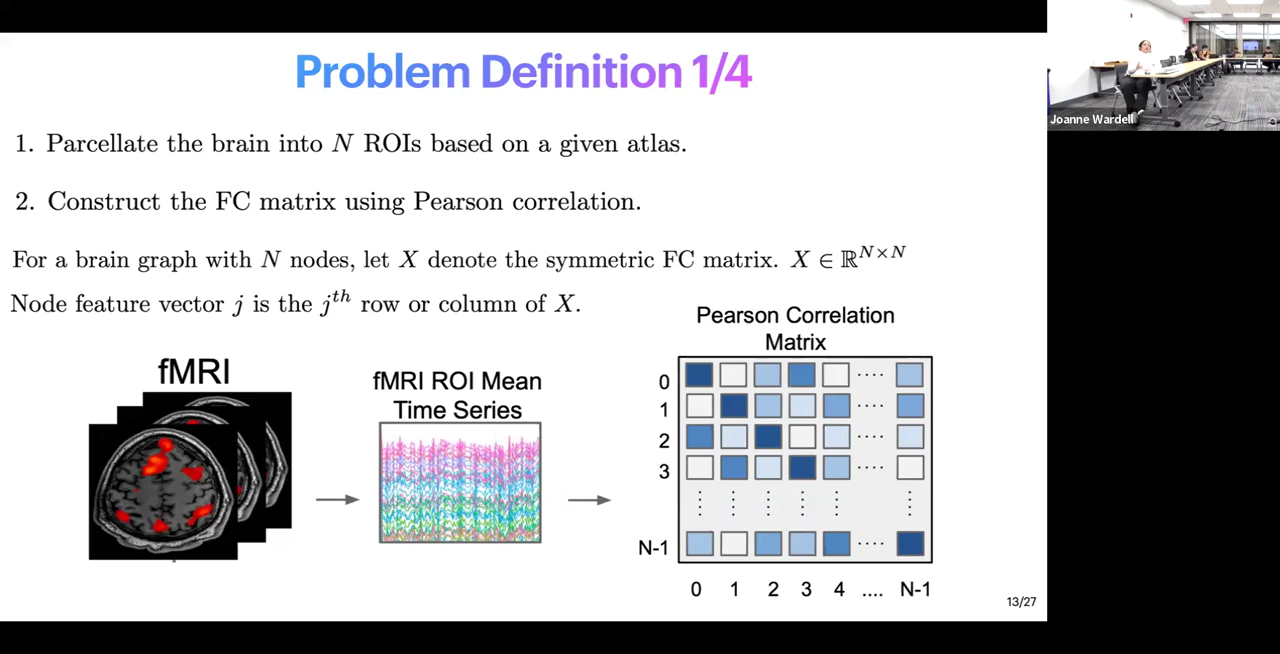 Problem Definition 1/4
Joanne Wardell
1. Parcellate the brain into N ROIs based on a given atlas.
2. Construct the FC matrix using Pearson correlation.
For a brain graph with N nodes, let X denote the symmetric FC matrix. X ∈ ℝ^{N×N}
Node feature vector j is the j^{th} row or column of X.
fMRI
fMRI ROI Mean
Time Series
Pearson Correlation
Matrix
0
1
2
3
N-1
0 1 2 3 4 .... N-1
13/27